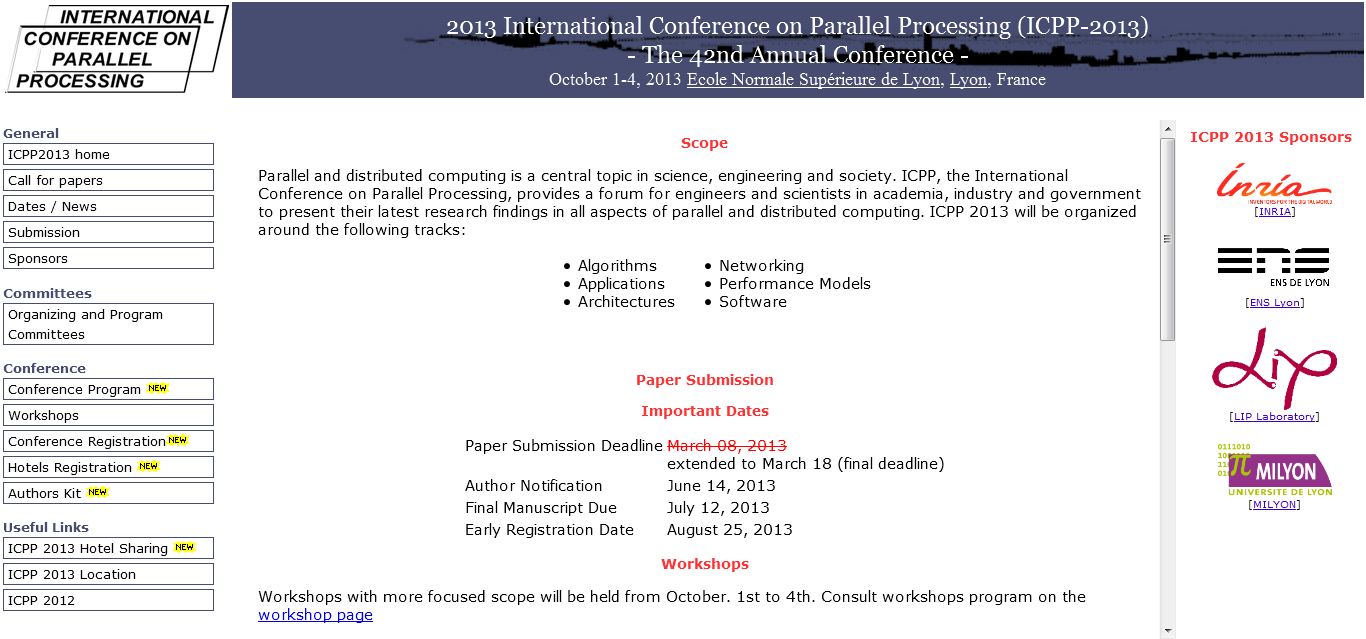 INTERNATIONAL
CONFERENCE ON
PARALLEL
PROCESSING
2013 International Conference on Parallel Processing (ICPP-2013)
- The 42nd Annual Conference -
October 1-4, 2013 Ecole Normale Supérieure de Lyon, Lyon, France
General
ICPP2013 home
Call for papers
Dates / News
Submission
Sponsors
Committees
Organizing and Program
Committees
Conference
Conference Program NEW
Workshops
Conference Registration NEW
Hotels Registration NEW
Authors Kit NEW
Useful Links
ICPP 2013 Hotel Sharing NEW
ICPP 2013 Location
ICPP 2012
Scope
Parallel and distributed computing is a central topic in science, engineering and society. ICPP, the International
Conference on Parallel Processing, provides a forum for engineers and scientists in academia, industry and government
to present their latest research findings in all aspects of parallel and distributed computing. ICPP 2013 will be organized
around the following tracks:
• Algorithms
• Applications
• Architectures
• Networking
• Performance Models
• Software
Paper Submission
Important Dates
Paper Submission Deadline March 08, 2013
extended to March 18 (final deadline)
Author Notification June 14, 2013
Final Manuscript Due July 12, 2013
Early Registration Date August 25, 2013
Workshops
Workshops with more focused scope will be held from October. 1st to 4th. Consult workshops program on the
workshop page
ICPP 2013 Sponsors
Inria
INVENTORS FOR THE DIGITAL WORLD
[INRIA]
ENS
ENS DE LYON
[ENS Lyon]
LIP
[LIP Laboratory]
0111010
π MILYON
UNIVERSITÉ DE LYON
[MILYON]